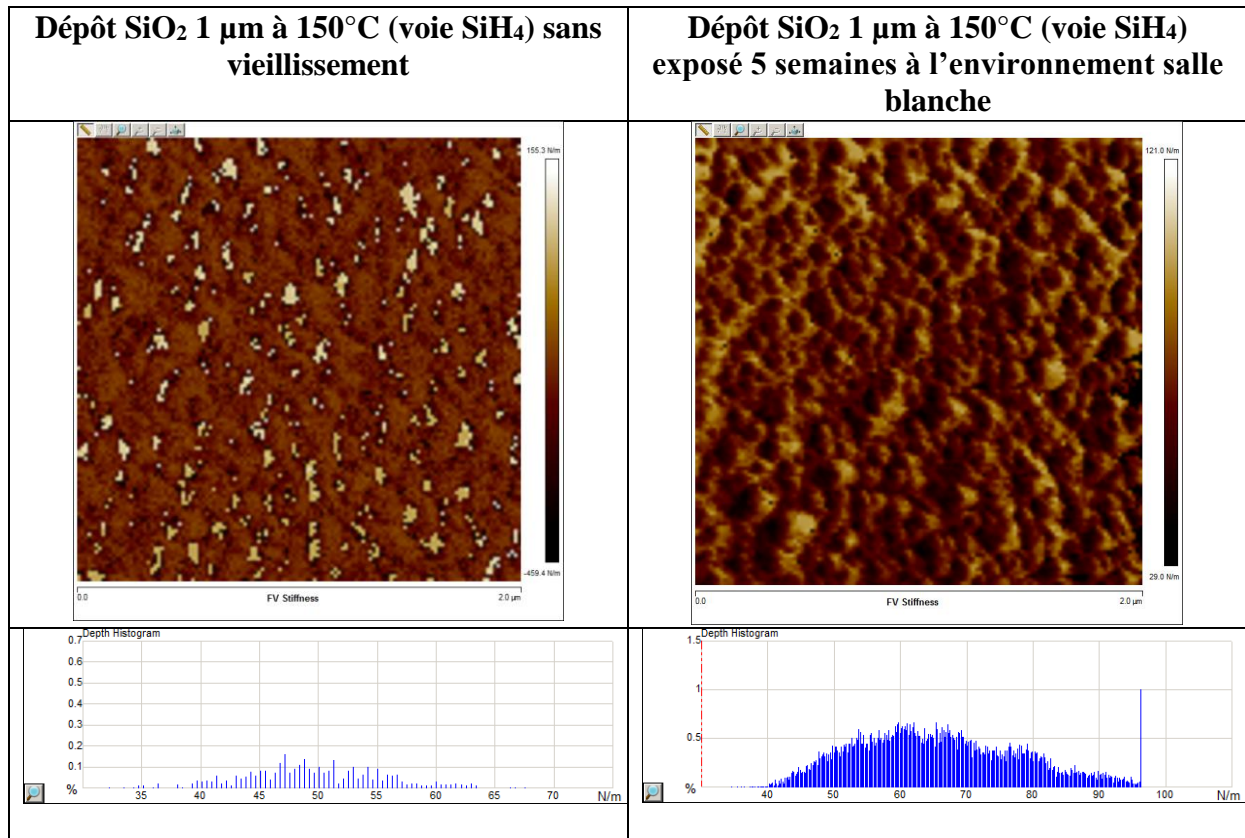 Dépôt SiO₂ 1 µm à 150°C (voie SiH₄) sans
vieillissement
Dépôt SiO₂ 1 µm à 150°C (voie SiH₄)
exposé 5 semaines à l’environnement salle
blanche
155.3 N/m
-459.4 N/m
0.0 FV Stiffness 2.0 µm
121.0 N/m
29.0 N/m
0.0 FV Stiffness 2.0 µm
Depth Histogram
0.7
0.6
0.5
0.4
0.3
0.2
0.1
% 35 40 45 50 55 60 65 70 N/m
Depth Histogram
1.5
1
0.5
% 40 50 60 70 80 90 100 N/m